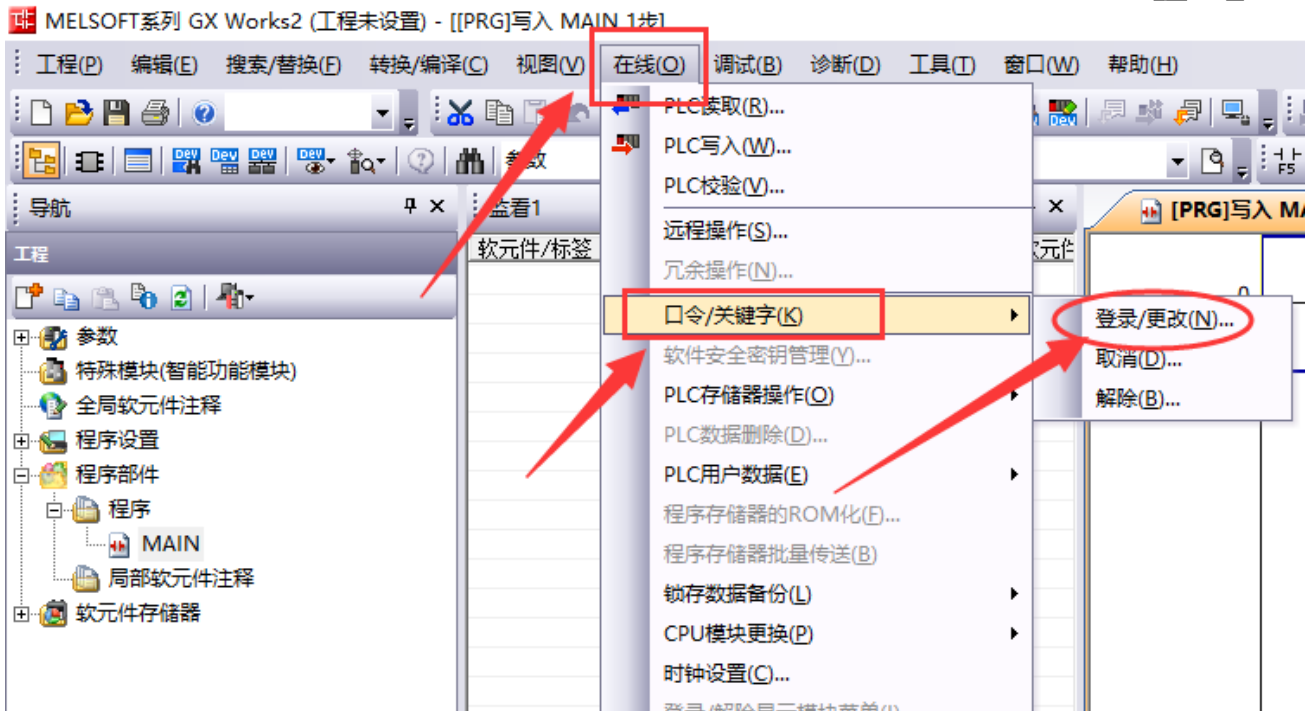 MELSOFT系列 GX Works2 (工程未设置) - [[PRG]写入 MAIN 1步]
工程(P) 编辑(E) 搜索/替换(F) 转换/编译(C) 视图(V) 在线(O) 调试(B) 诊断(D) 工具(T) 窗口(W) 帮助(H)
参数
F5
导航
监看1
[PRG]写入 MA
工程
软元件/标签
参数
特殊模块(智能功能模块)
全局软元件注释
程序设置
程序部件
程序
MAIN
局部软元件注释
软元件存储器
PLC读取(R)...
PLC写入(W)...
PLC校验(V)...
远程操作(S)...
冗余操作(N)...
口令/关键字(K)
软件安全密钥管理(Y)...
PLC存储器操作(O)
PLC数据删除(D)...
PLC用户数据(E)
程序存储器的ROM化(F)...
程序存储器批量传送(B)
锁存数据备份(L)
CPU模块更换(P)
时钟设置(C)...
登录/更改(N)...
取消(D)...
解除(B)...